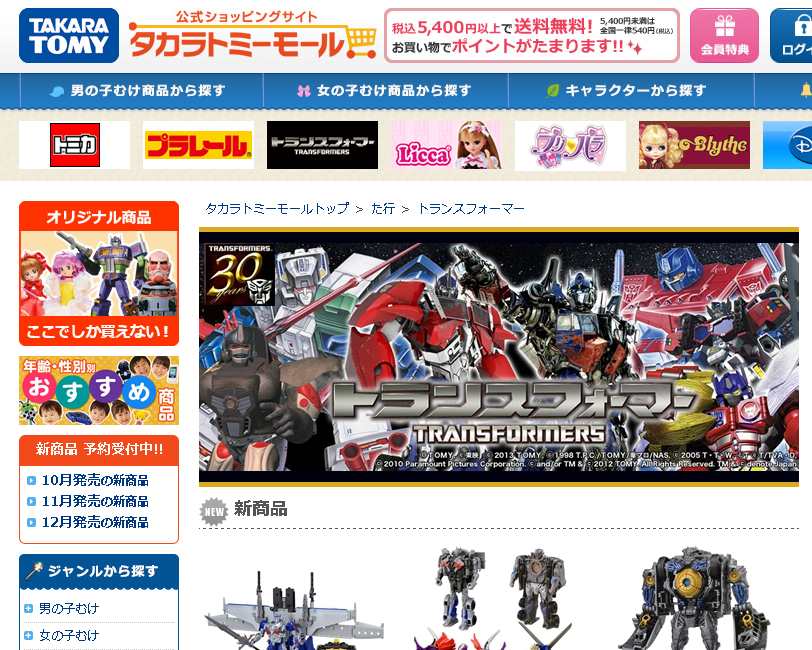 TAKARA
TOMY
公式ショッピングサイト
タカラトミーモール
税込5,400円以上で送料無料!
5,400円未満は
全国一律540円(税込)
お買い物でポイントがたまります!!
会員特典
ログイ
男の子むけ商品から探す
女の子むけ商品から探す
キャラクターから探す
トミカ
プラレール
トランスフォーマー
TRANSFORMERS
Licca
プリパラ
Blythe
オリジナル商品
ここでしか買えない!
年齢・性別別
おすすめ
商品
新商品 予約受付中!!
10月発売の新商品
11月発売の新商品
12月発売の新商品
ジャンルから探す
男の子むけ
女の子むけ
タカラトミーモールトップ > た行 > トランスフォーマー
TRANSFORMERS
30
years
トランスフォーマー
TRANSFORMERS
©TOMY, ©東映/ ©2013 TOMY, ©1998 T.P.C / TOMY
©2005 T・W・
©2010 Paramount Pictures Corporation. ©and/or TM & ©2012 TOMY. All Rights Reserved. TM & ®denote Japan
NEW
新商品